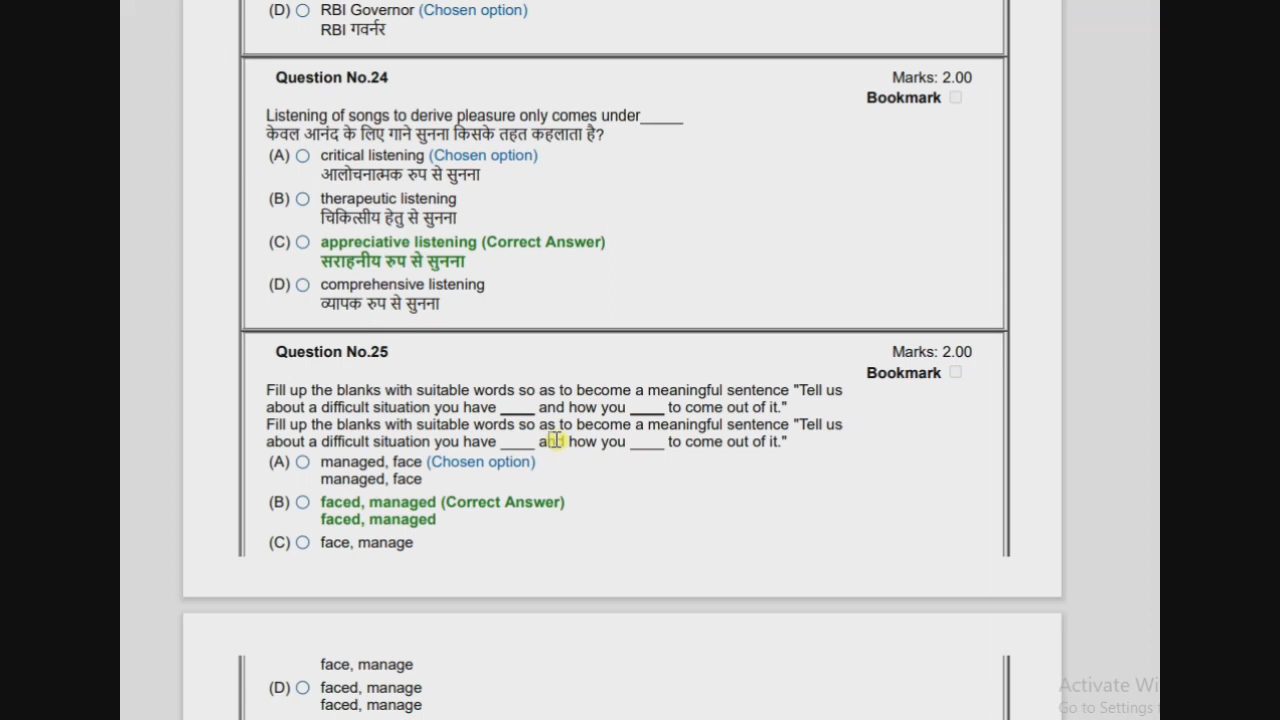 (D) RBI Governor (Chosen option)
RBI गवर्नर
Question No.24 Marks: 2.00
Bookmark
Listening of songs to derive pleasure only comes under_____
केवल आनंद के लिए गाने सुनना किसके तहत कहलाता है?
(A) critical listening (Chosen option)
आलोचनात्मक रुप से सुनना
(B) therapeutic listening
चिकित्सीय हेतु से सुनना
(C) appreciative listening (Correct Answer)
सराहनीय रुप से सुनना
(D) comprehensive listening
व्यापक रुप से सुनना
Question No.25 Marks: 2.00
Bookmark
Fill up the blanks with suitable words so as to become a meaningful sentence "Tell us
about a difficult situation you have ____ and how you ____ to come out of it."
Fill up the blanks with suitable words so as to become a meaningful sentence "Tell us
about a difficult situation you have ____ and how you ____ to come out of it."
(A) managed, face (Chosen option)
managed, face
(B) faced, managed (Correct Answer)
faced, managed
(C) face, manage
face, manage
(D) faced, manage
faced, manage
Activate Wi
Go to Settings